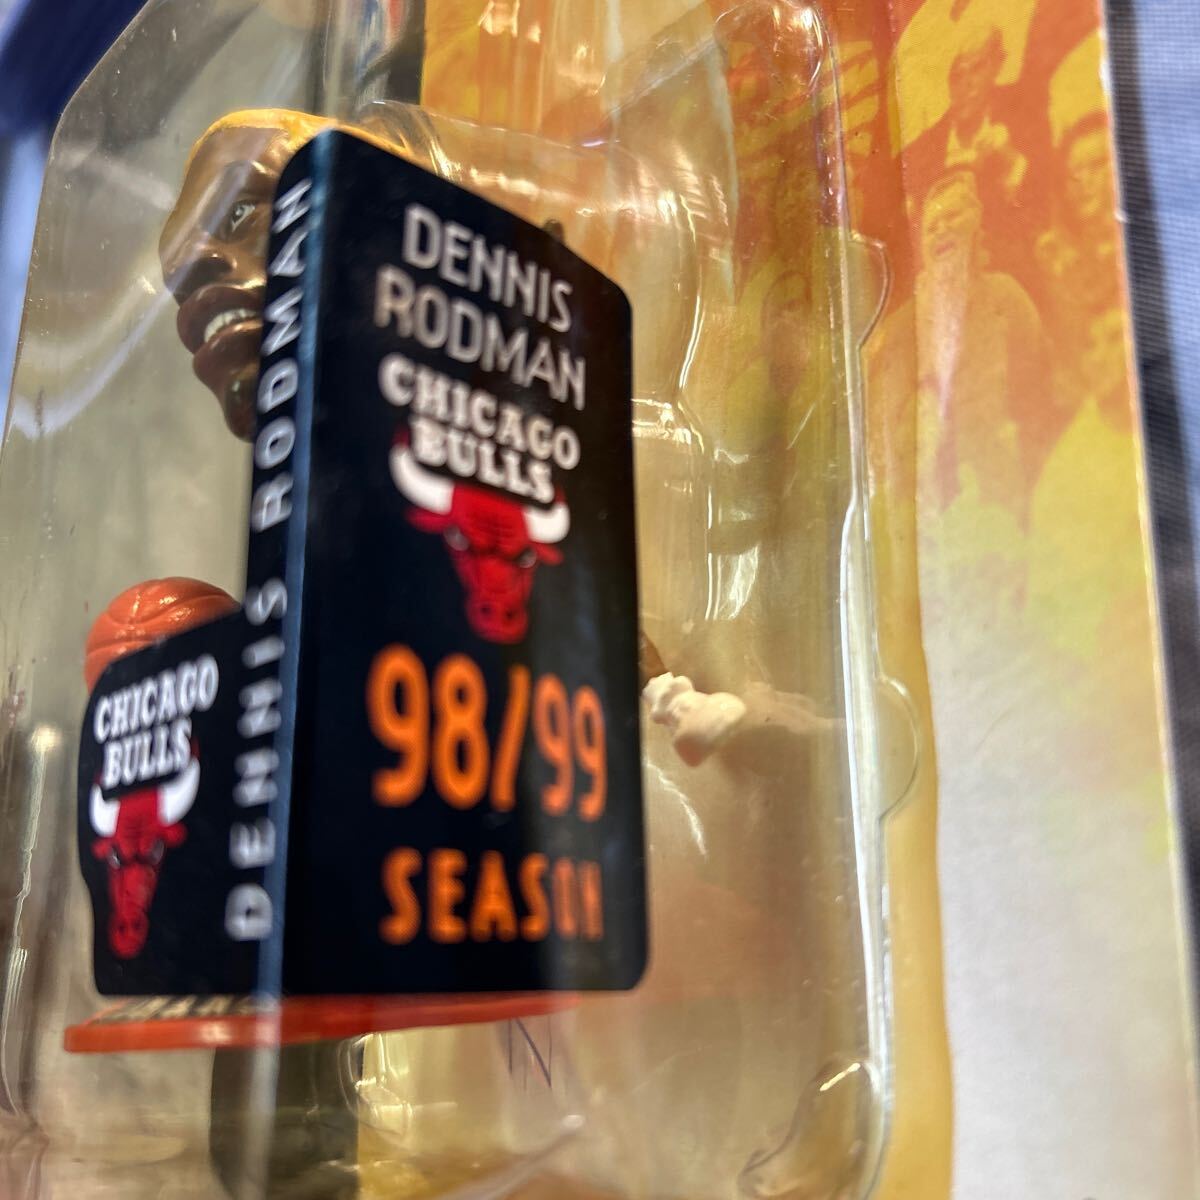 DENNIS
RODMAN
CHICAGO
BULLS
98/99
SEASON
DENNIS RODMAN
CHICAGO
BULLS